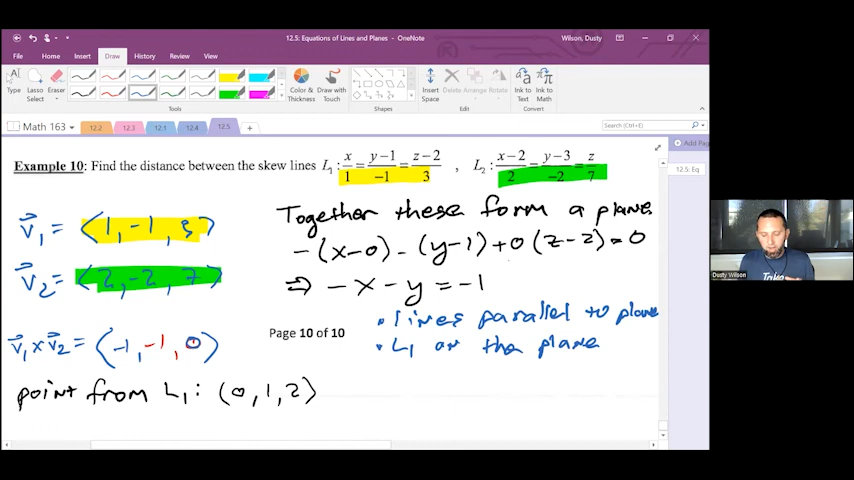 12.5: Equations of Lines and Planes - OneNote
Wilson, Dusty
File Home Insert Draw History Review View
Type
Lasso Select
Eraser
Color & Thickness
Draw with Touch
Insert Space
Delete
Arrange
Rotate
Ink to Text
Ink to Math
Tools
Shapes
Edit
Convert
Math 163
12.2 12.3 12.1 12.4 12.5 +
Search (Ctrl+E)
Add Page
12.5: Eq
Example 10: Find the distance between the skew lines L₁: x/1 = (y−1)/−1 = (z−2)/3 , L₂: (x−2)/2 = (y−3)/−2 = z/7
v⃗₁ = ⟨1, -1, 3⟩
v⃗₂ = ⟨2, -2, 7⟩
v⃗₁ × v⃗₂ = ⟨-1, -1, 0⟩
point from L₁: (0, 1, 2)
Together these form a plane
-(x-0) - (y-1) + 0(z-2) = 0
⇒ -x - y = -1
Page 10 of 10
• lines parallel to plane
• L₁ on the plane
Dusty Wilson